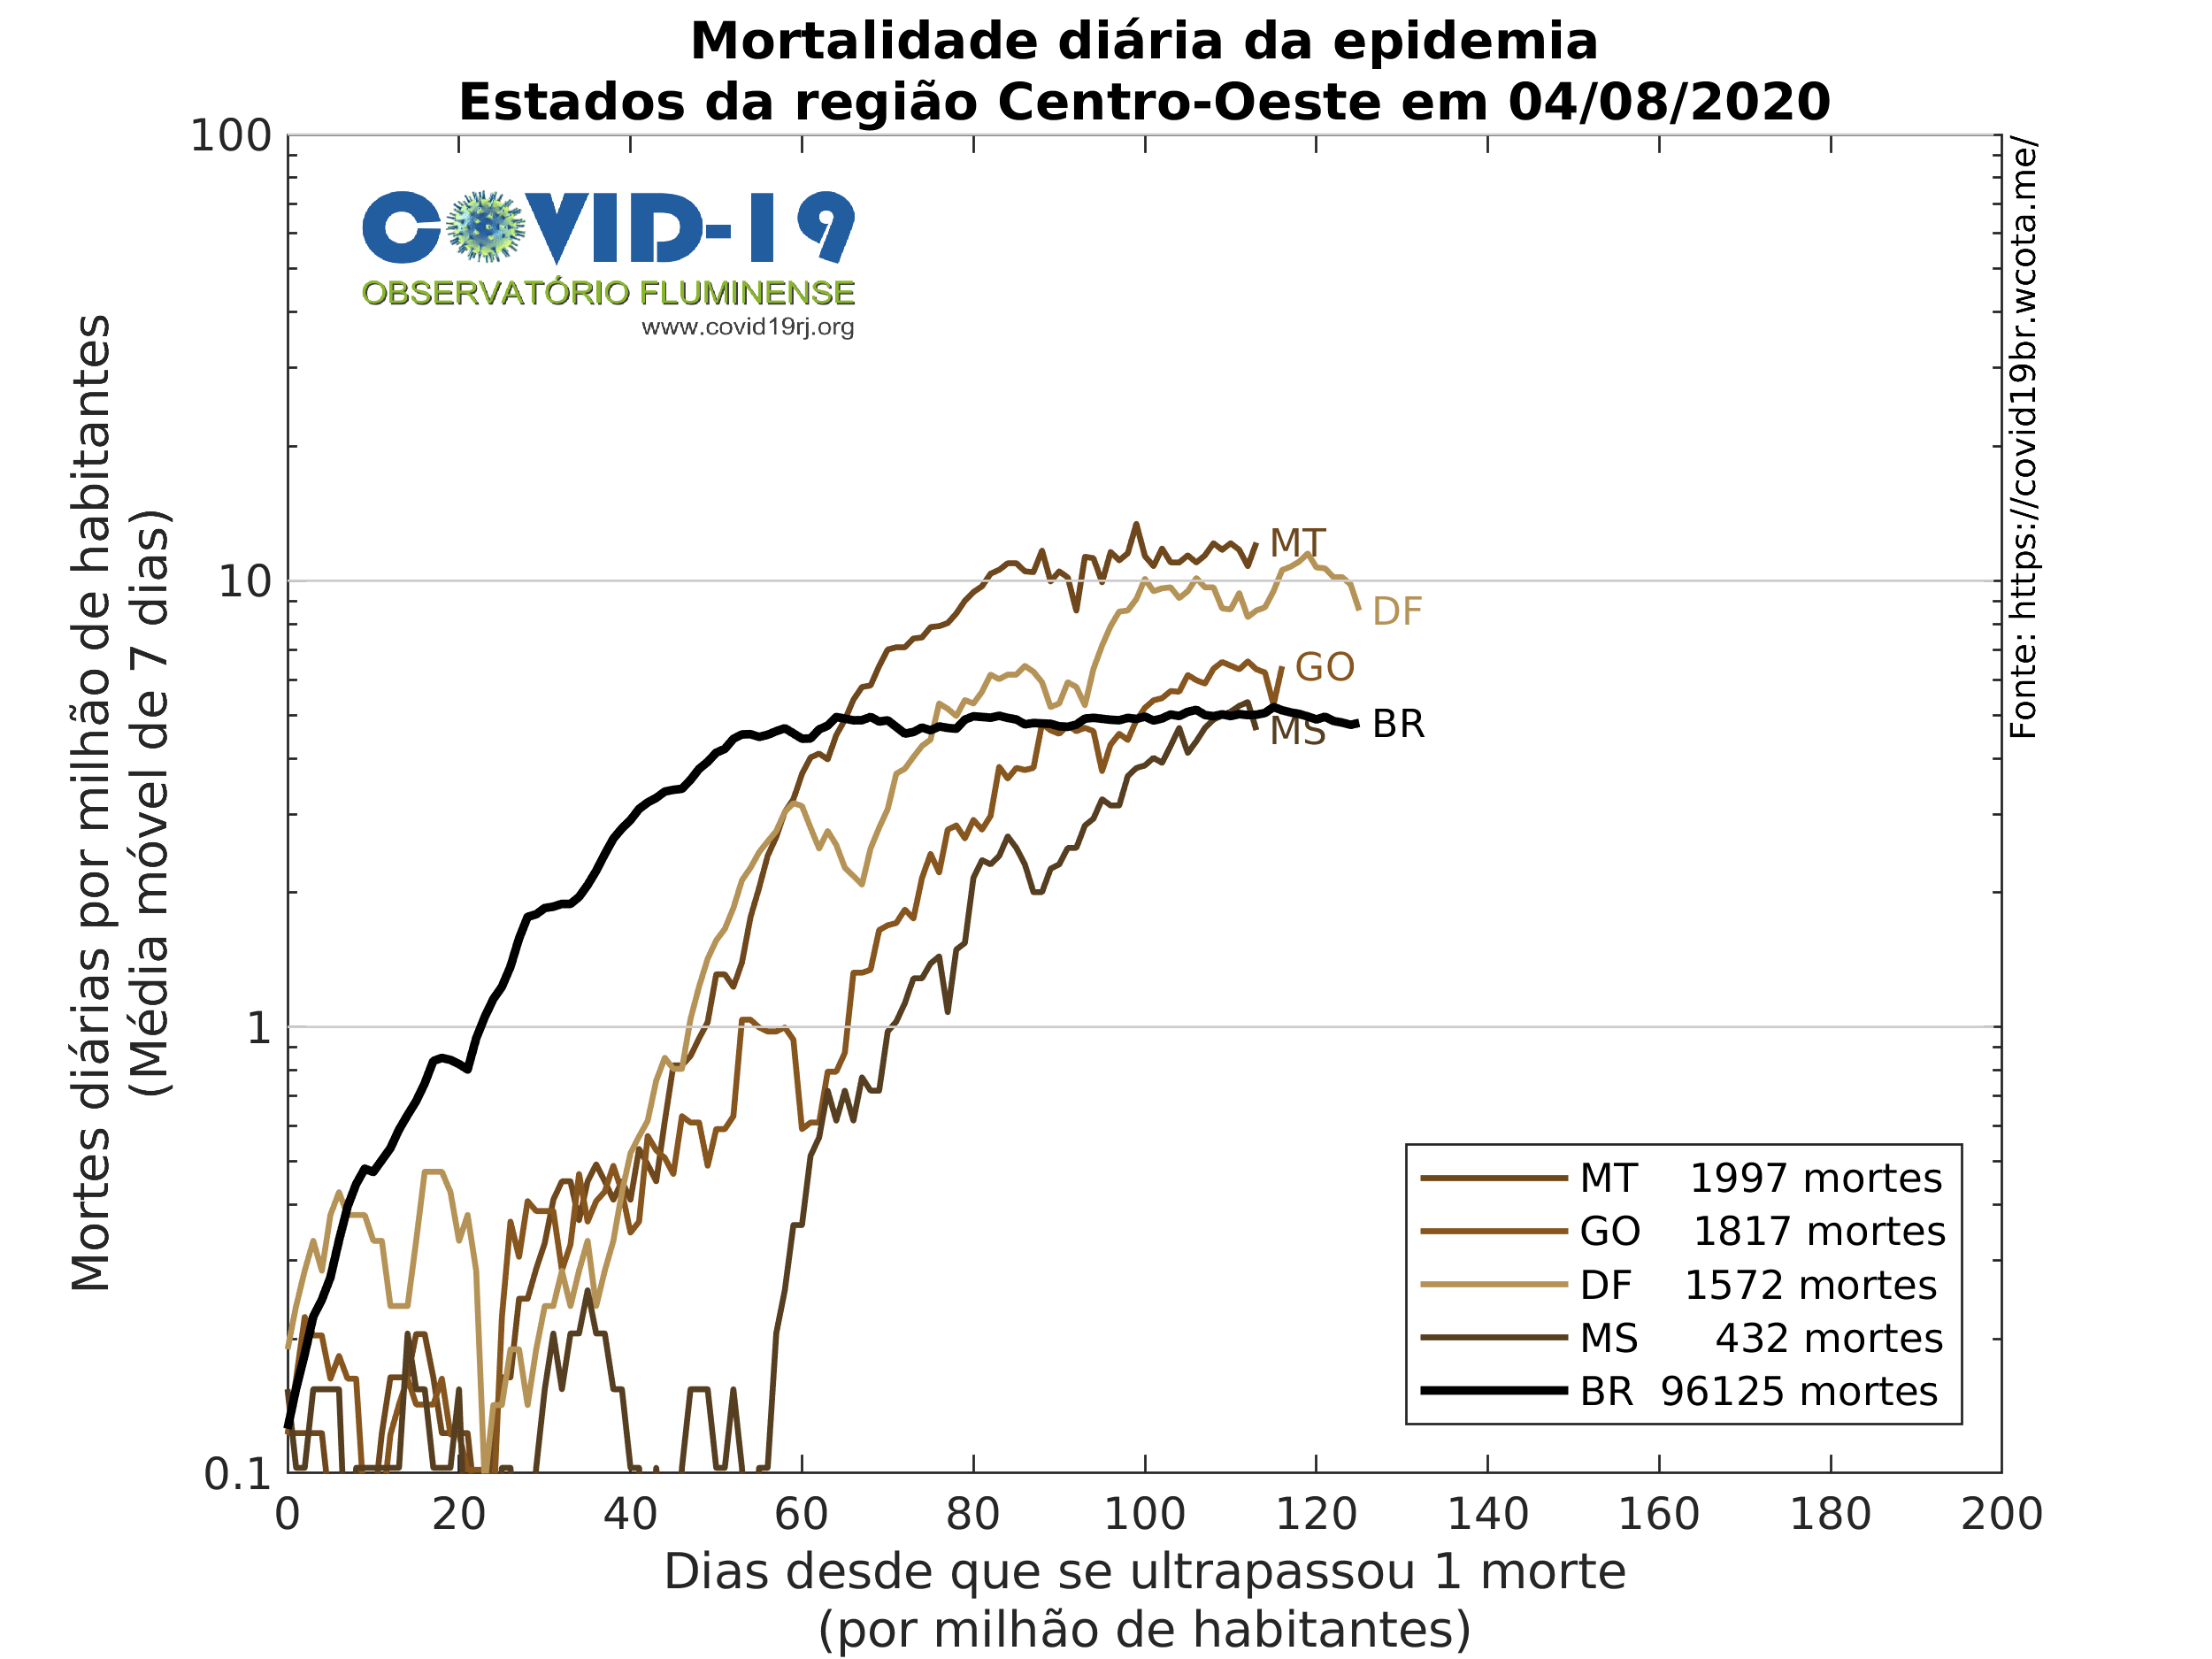 Mortalidade diária da epidemia
Estados da região Centro-Oeste em 04/08/2020
COVID-19
OBSERVATÓRIO FLUMINENSE
www.covid19rj.org
Mortes diárias por milhão de habitantes
(Média móvel de 7 dias)
100
10
1
0.1
MT
DF
GO
BR
MS
MT 1997 mortes
GO 1817 mortes
DF 1572 mortes
MS 432 mortes
BR 96125 mortes
0 20 40 60 80 100 120 140 160 180 200
Dias desde que se ultrapassou 1 morte
(por milhão de habitantes)
Fonte: https://covid19br.wcota.me/